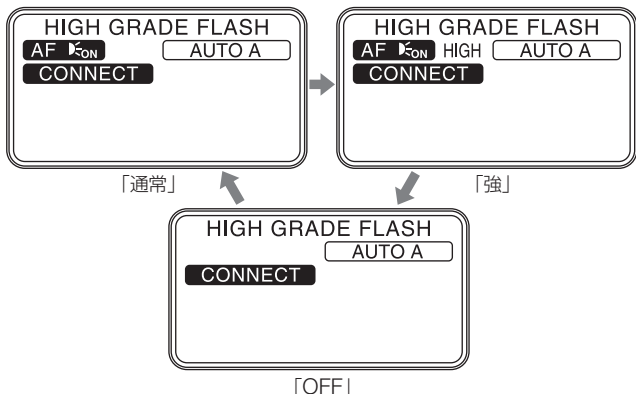 HIGH GRADE FLASH
AF ON AUTO A
CONNECT
「通常」
HIGH GRADE FLASH
AF ON HIGH AUTO A
CONNECT
「強」
HIGH GRADE FLASH
AUTO A
CONNECT
「OFF」